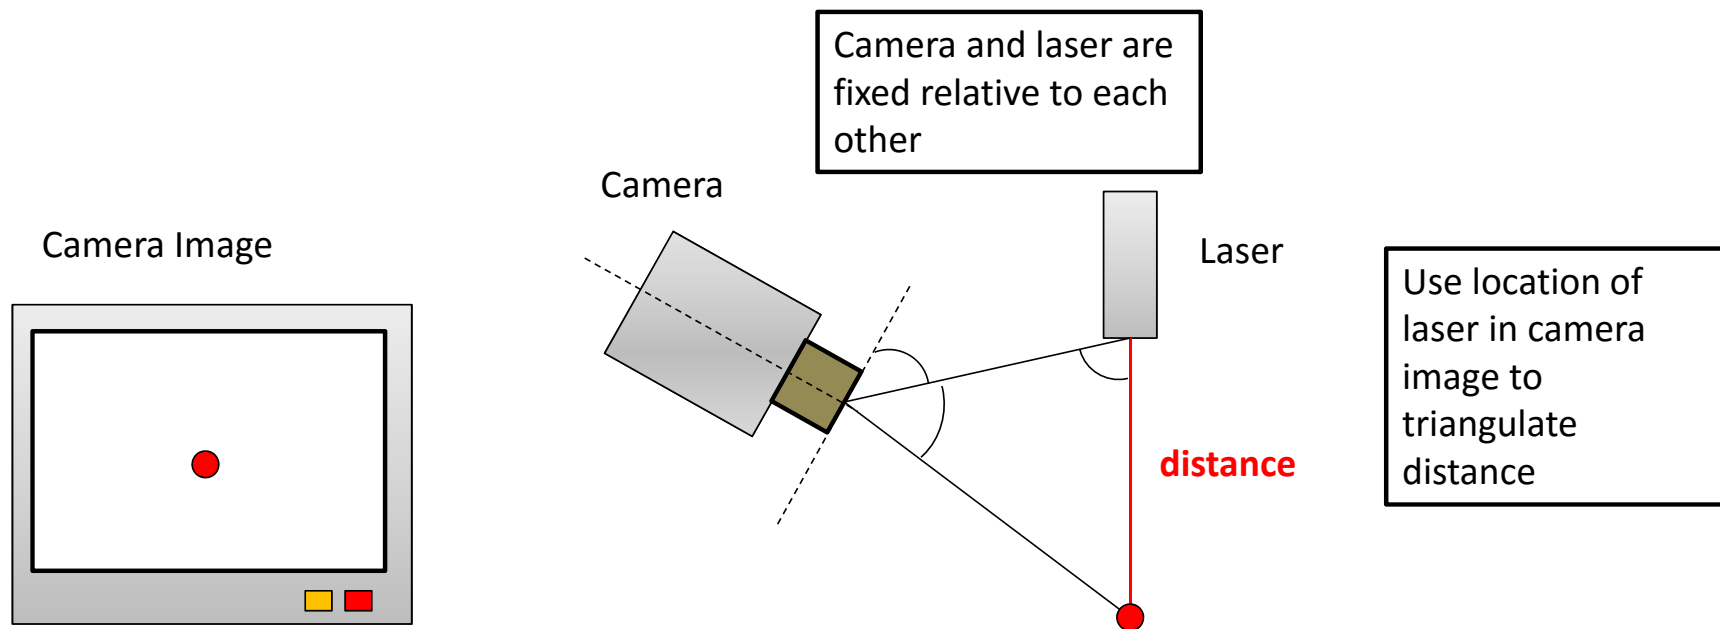 Camera and laser are
fixed relative to each
other
Camera
Camera Image
Laser
Use location of
laser in camera
image to
triangulate
distance
distance